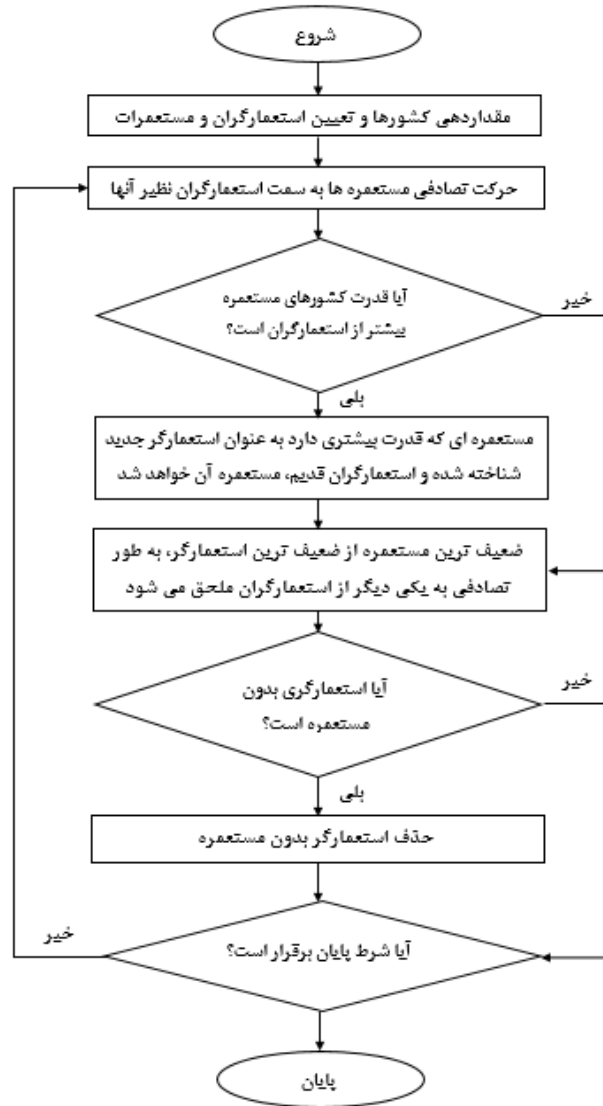 شروع
مقداردهی کشورها و تعیین استعمارگران و مستعمرات
حرکت تصادفی مستعمره ها به سمت استعمارگران نظیر آنها
آیا قدرت کشورهای مستعمره
بیشتر از استعمارگران است؟
خیر
بلی
مستعمره ای که قدرت بیشتری دارد به عنوان استعمارگر جدید
شناخته شده و استعمارگران قدیم، مستعمره آن خواهد شد
ضعیف ترین مستعمره از ضعیف ترین استعمارگر، به طور
تصادفی به یکی دیگر از استعمارگران ملحق می شود
آیا استعمارگری بدون
مستعمره است؟
خیر
بلی
حذف استعمارگر بدون مستعمره
آیا شرط پایان برقرار است؟
خیر
پایان